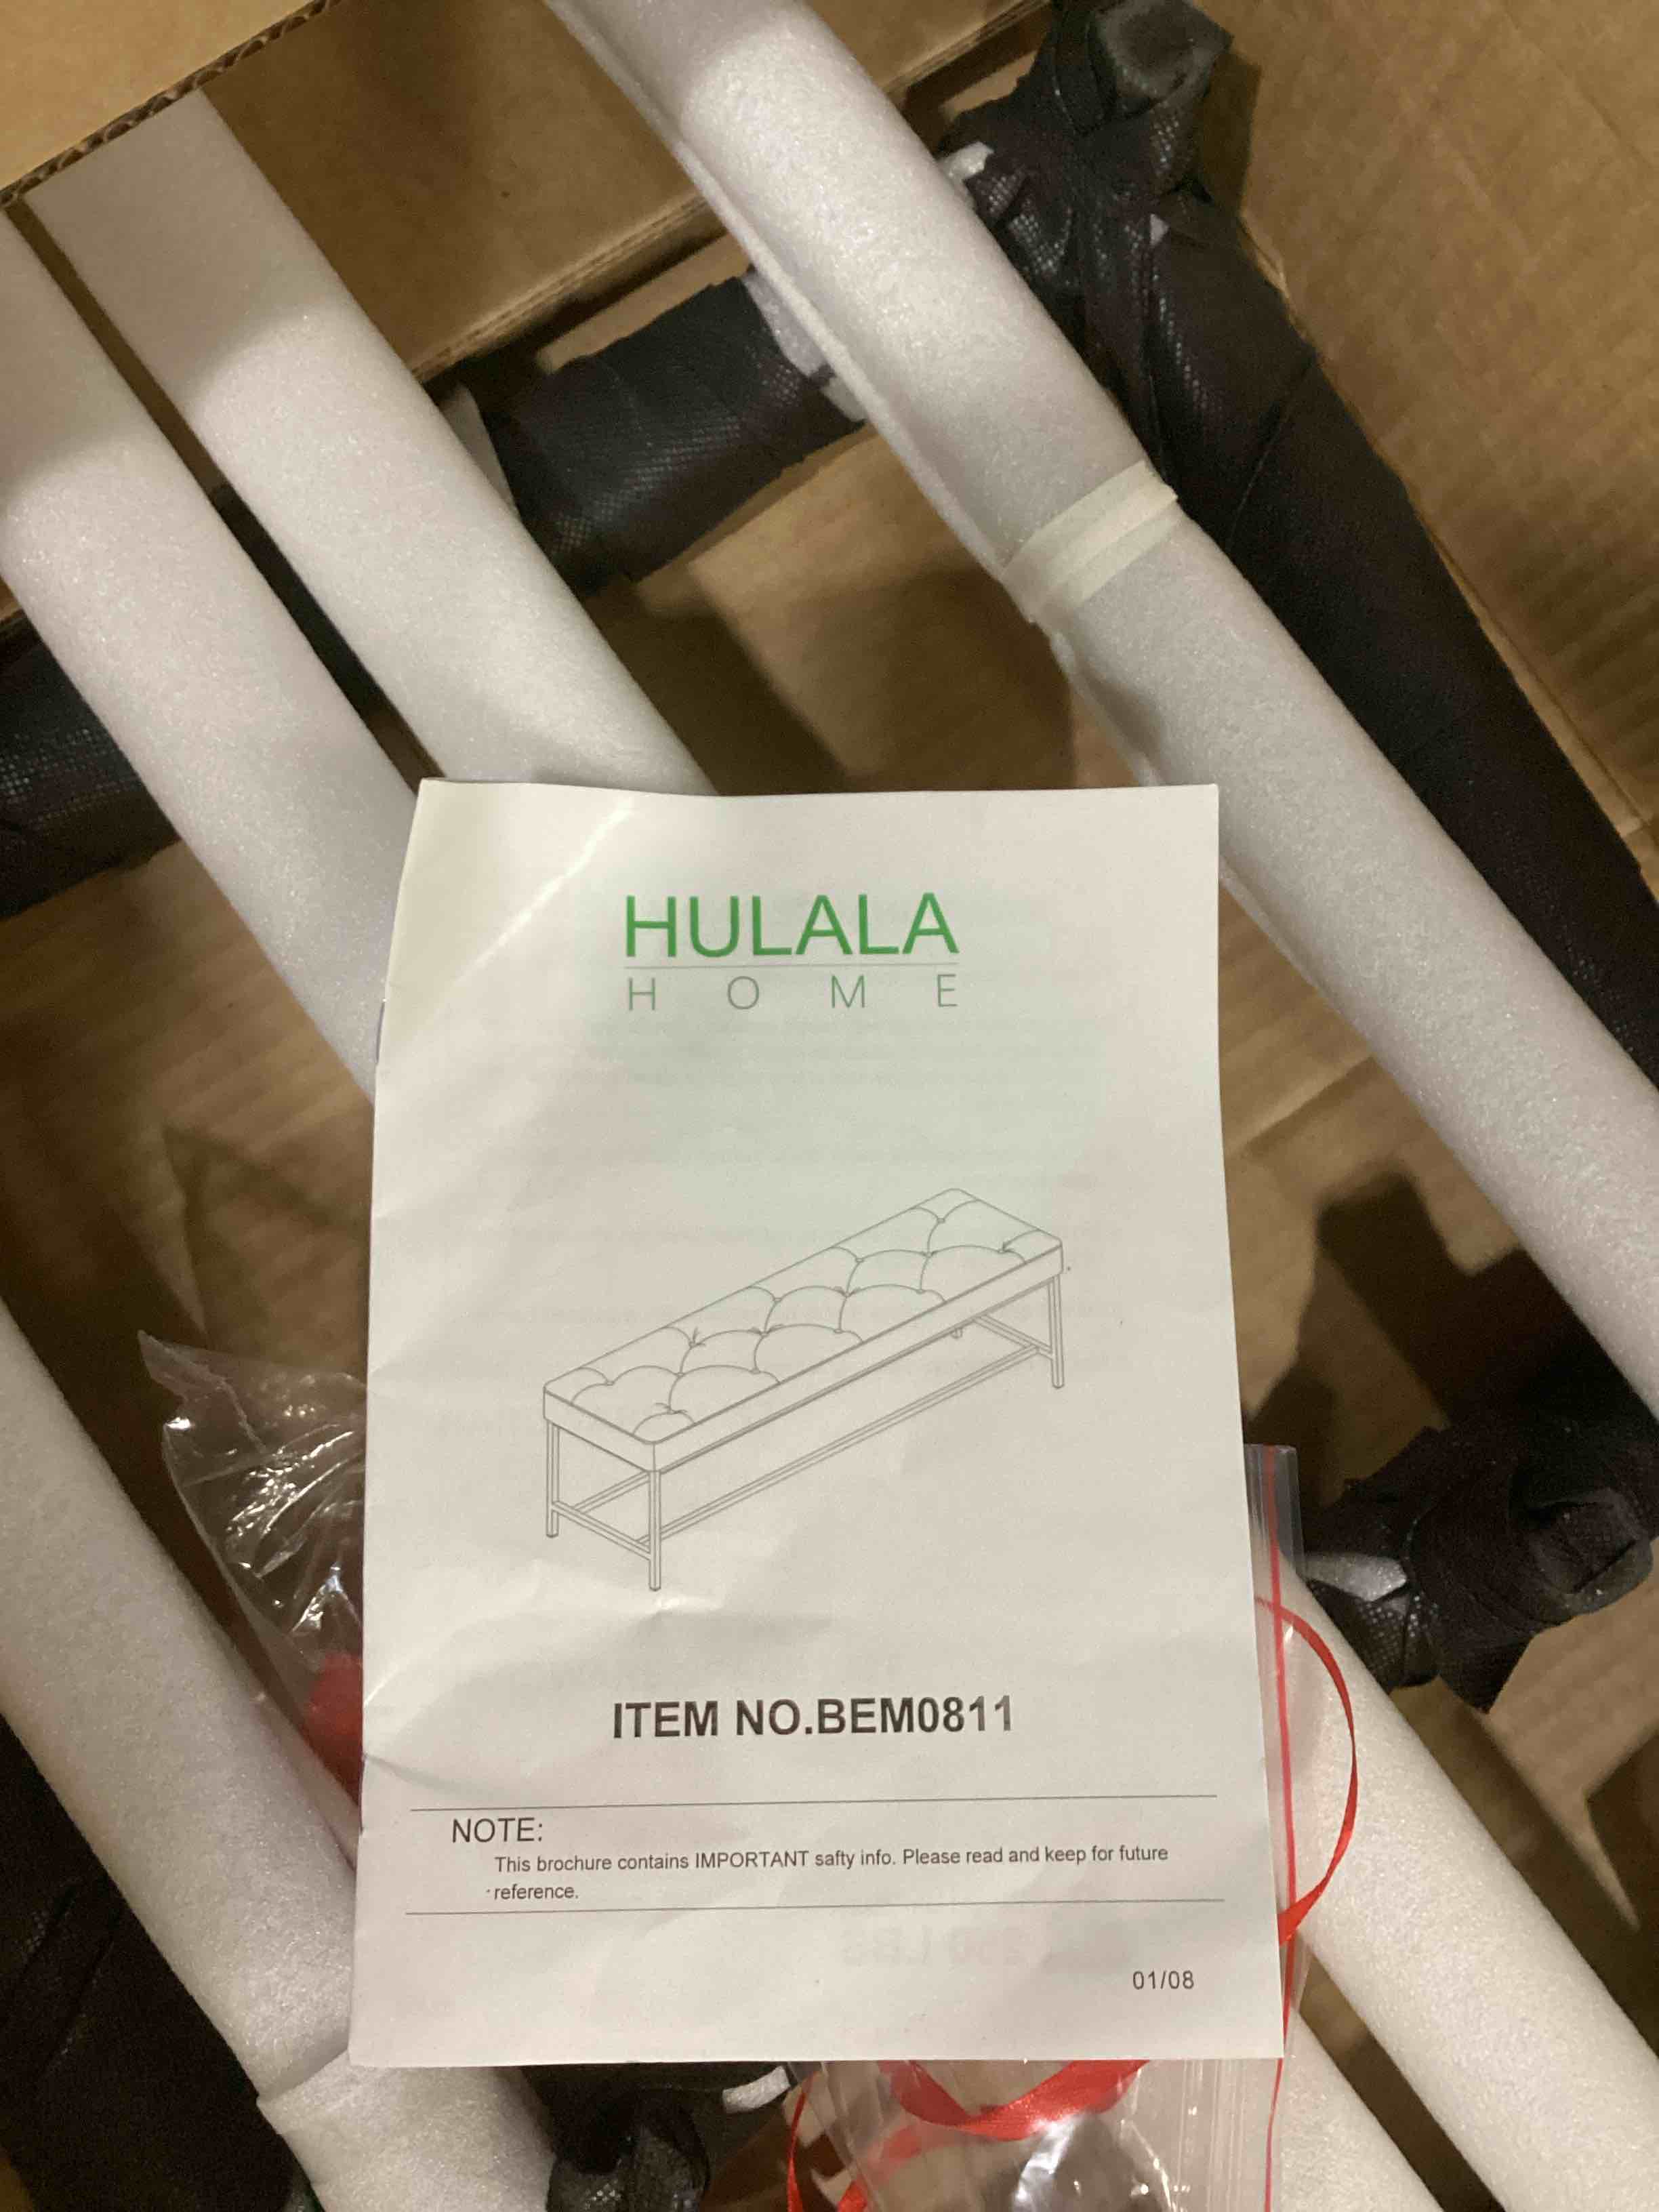 HULALA
HOME
ITEM NO.BEM0811
NOTE:
This brochure contains IMPORTANT safty info. Please read and keep for future
reference.
01/08